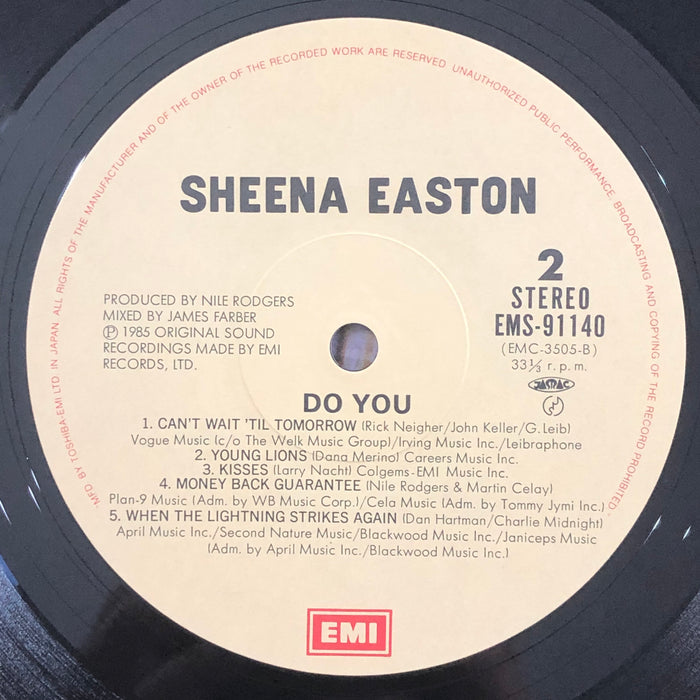 MFD BY TOSHIBA-EMI LTD. IN JAPAN. ALL RIGHTS OF THE MANUFACTURER AND OF THE OWNER OF THE RECORDED WORK ARE RESERVED. UNAUTHORIZED PUBLIC PERFORMANCE, BROADCASTING AND COPYING OF THE RECORD PROHIBITED.
SHEENA EASTON
2
STEREO
EMS-91140
(EMC-3505-B)
33⅓ r.p.m.
JASRAC
PRODUCED BY NILE RODGERS
MIXED BY JAMES FARBER
Ⓟ 1985 ORIGINAL SOUND
RECORDINGS MADE BY EMI
RECORDS, LTD.
DO YOU
1. CAN'T WAIT 'TIL TOMORROW (Rick Neigher/John Keller/G. Leib)
Vogue Music (c/o The Welk Music Group)/Irving Music Inc./Leibraphone
2. YOUNG LIONS (Dana Merino) Careers Music Inc.
3. KISSES (Larry Nacht) Colgems-EMI Music Inc.
4. MONEY BACK GUARANTEE (Nile Rodgers & Martin Celay)
Plan-9 Music (Adm. by WB Music Corp.)/Cela Music (Adm. by Tommy Jymi Inc.)
5. WHEN THE LIGHTNING STRIKES AGAIN (Dan Hartman/Charlie Midnight)
April Music Inc./Second Nature Music/Blackwood Music Inc./Janiceps Music
(Adm. by April Music Inc./Blackwood Music Inc.)
EMI